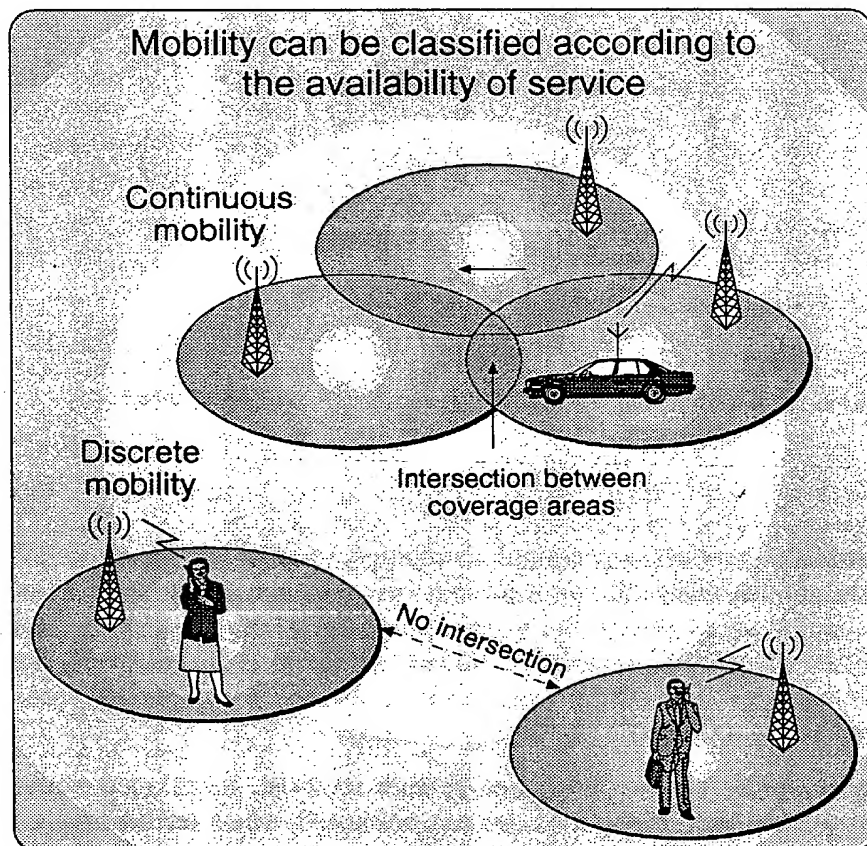 Mobility can be classified according to
the availability of service
Continuous
mobility
Discrete
mobility
Intersection between
coverage areas
No intersection